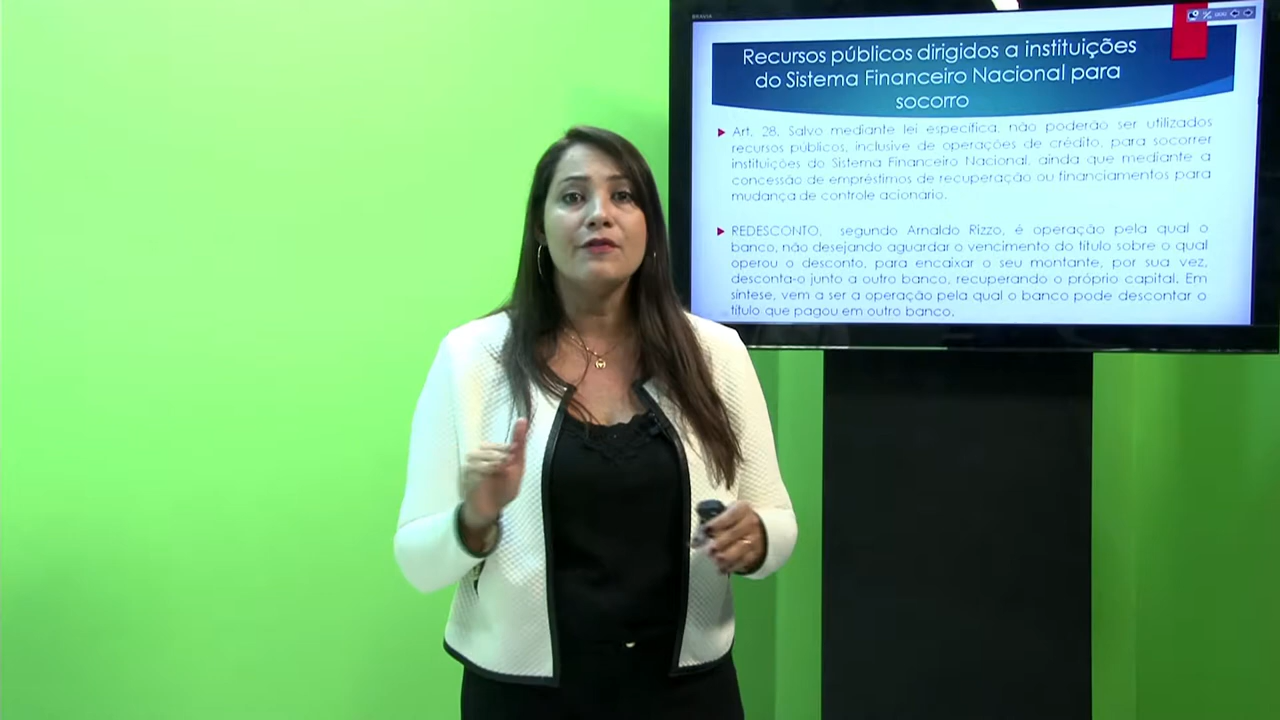 BRAVIA
Recursos públicos dirigidos a instituições
do Sistema Financeiro Nacional para
socorro
Art. 28. Salvo mediante lei específica, não poderão ser utilizados
recursos públicos, inclusive de operações de crédito, para socorrer
instituições do Sistema Financeiro Nacional, ainda que mediante a
concessão de empréstimos de recuperação ou financiamentos para
mudança de controle acionário.
REDESCONTO, segundo Arnaldo Rizzo, é operação pela qual o
banco, não desejando aguardar o vencimento do título sobre o qual
operou o desconto, para encaixar o seu montante, por sua vez,
desconta-o junto a outro banco, recuperando o próprio capital. Em
síntese, vem a ser a operação pela qual o banco pode descontar o
título que pagou em outro banco.